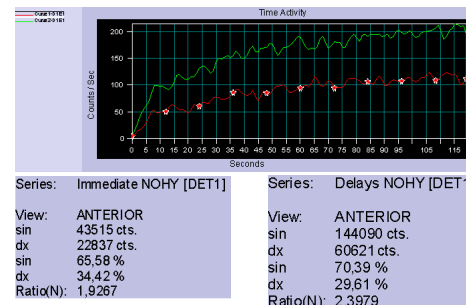 Time Activity
Counts / Sec
200
150
100
50
0
0 5 10 15 20 25 30 35 40 45 50 55 60 65 70 75 80 85 90 95 105 115
Seconds
Series: Immediate NOHY [DET1]
View: ANTERIOR
sin 43515 cts.
dx 22837 cts.
sin 65,58 %
dx 34,42 %
Ratio(N): 1,9267
Series: Delays NOHY [DET1
View: ANTERIOR
sin 144090 cts.
dx 60621 cts.
sin 70,39 %
dx 29,61 %
Ratio(N): 2,3979